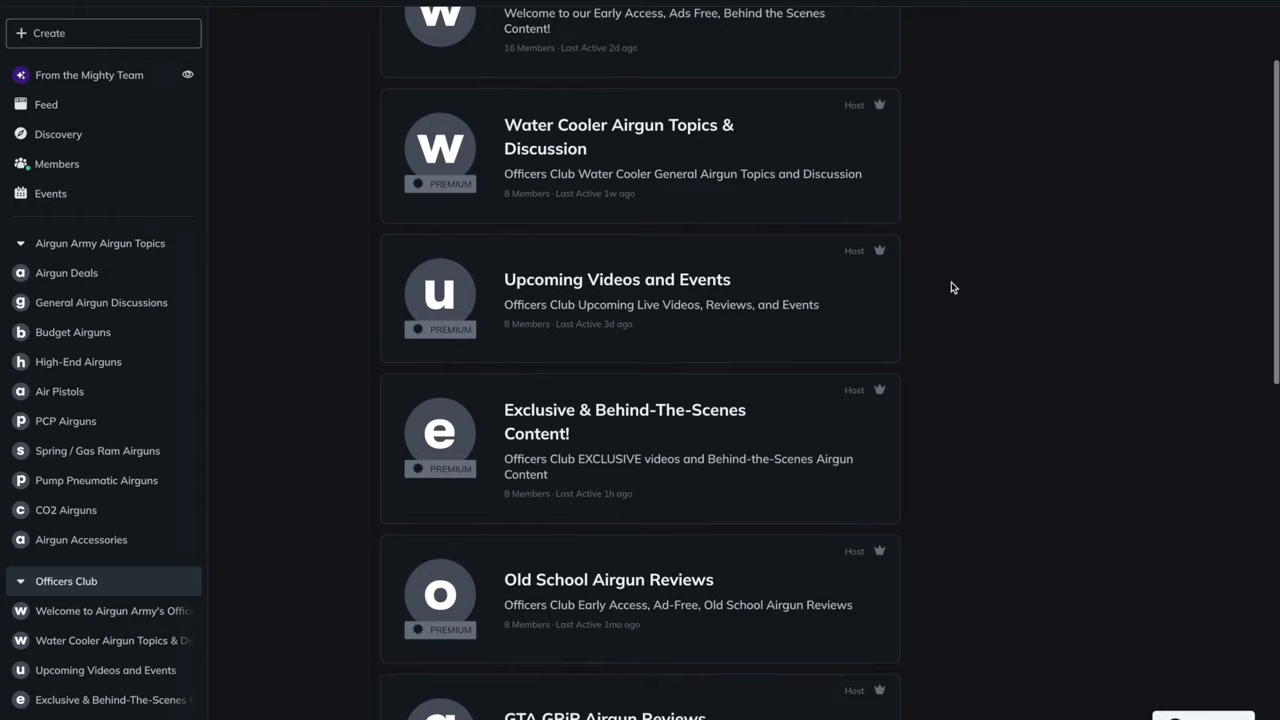 Create
From the Mighty Team
Feed
Discovery
Members
Events
Airgun Army Airgun Topics
a Airgun Deals
g General Airgun Discussions
b Budget Airguns
h High-End Airguns
a Air Pistols
p PCP Airguns
s Spring / Gas Ram Airguns
p Pump Pneumatic Airguns
c CO2 Airguns
a Airgun Accessories
Officers Club
w Welcome to Airgun Army's Offic
w Water Cooler Airgun Topics & Di
u Upcoming Videos and Events
e Exclusive & Behind-The-Scenes
w
Welcome to our Early Access, Ads Free, Behind the Scenes
Content!
16 Members · Last Active 2d ago
Host
w
PREMIUM
Water Cooler Airgun Topics &
Discussion
Officers Club Water Cooler General Airgun Topics and Discussion
8 Members · Last Active 1w ago
Host
u
PREMIUM
Upcoming Videos and Events
Officers Club Upcoming Live Videos, Reviews, and Events
8 Members · Last Active 3d ago
Host
e
PREMIUM
Exclusive & Behind-The-Scenes
Content!
Officers Club EXCLUSIVE videos and Behind-the-Scenes Airgun
Content
8 Members · Last Active 1h ago
Host
o
PREMIUM
Old School Airgun Reviews
Officers Club Early Access, Ad-Free, Old School Airgun Reviews
8 Members · Last Active 1mo ago
Host
GTA GRiP Airgun Reviews